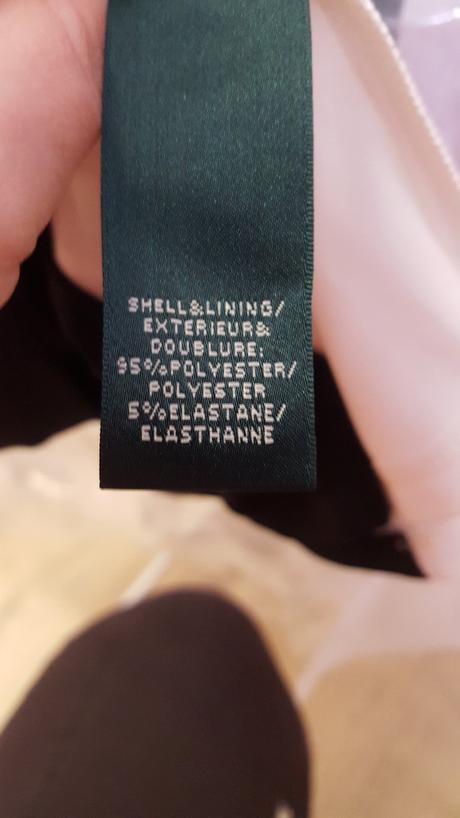 SHELL&LINING/
EXTERIEUR&
DOUBLURE:
95%POLYESTER/
POLYESTER
5%ELASTANE/
ELASTHANNE